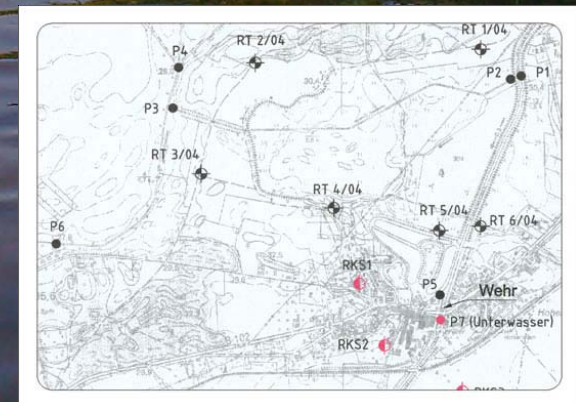 RT 1/04
RT 2/04
P4
P2
P1
P3
RT 3/04
RT 4/04
RT 5/04
RT 6/04
P6
RKS1
P5
Wehr
P7 (Unterwasser)
RKS2